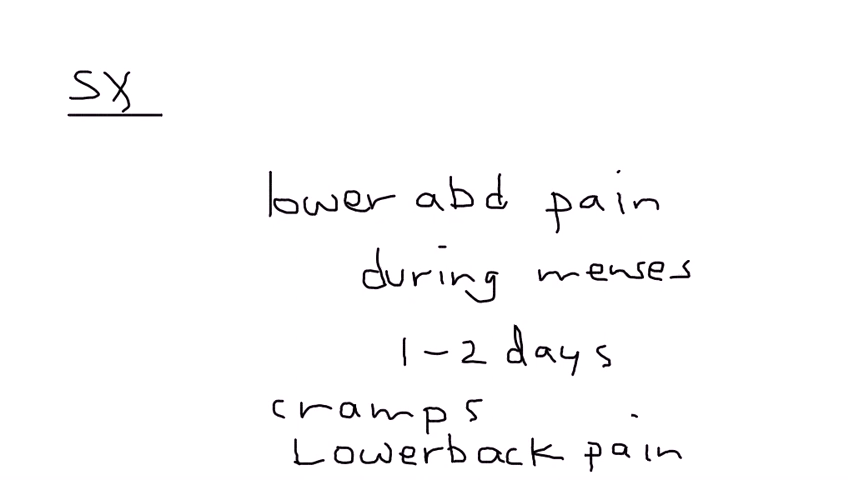 SX
lower abd pain
during menses
1-2 days
cramps
Lowerback pain